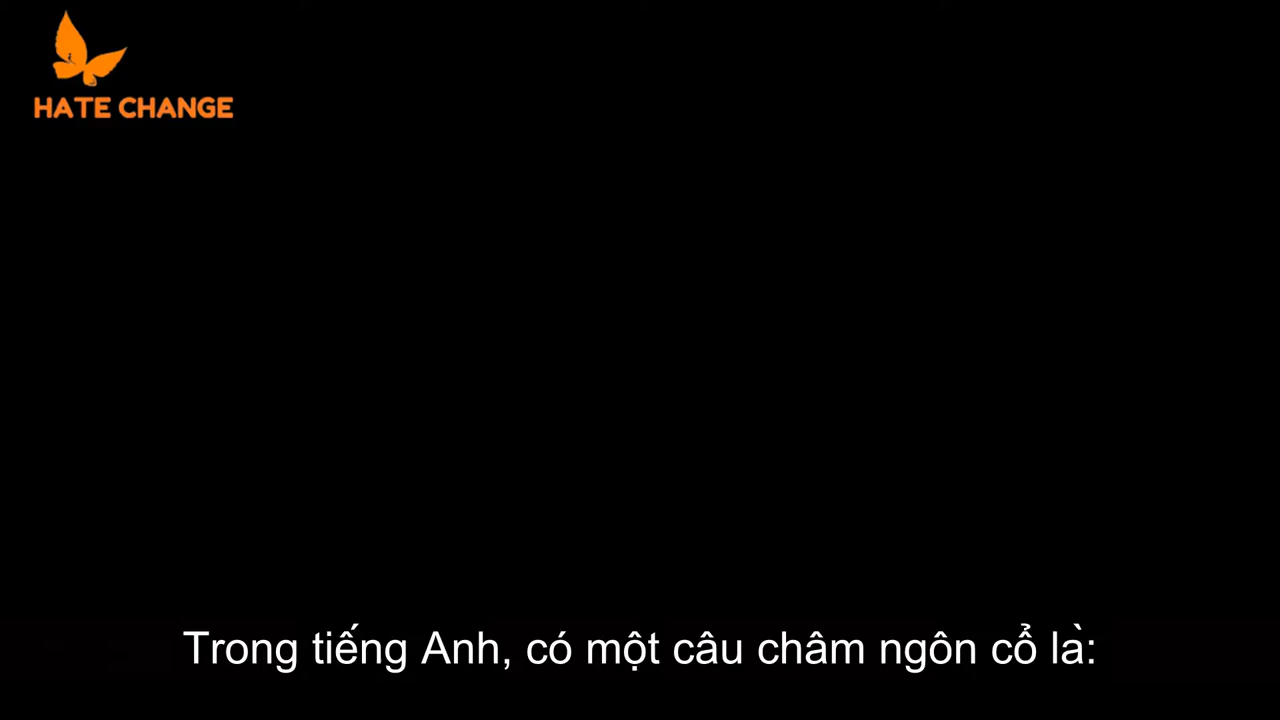 HATE CHANGE
Trong tiếng Anh, có một câu châm ngôn cổ là: